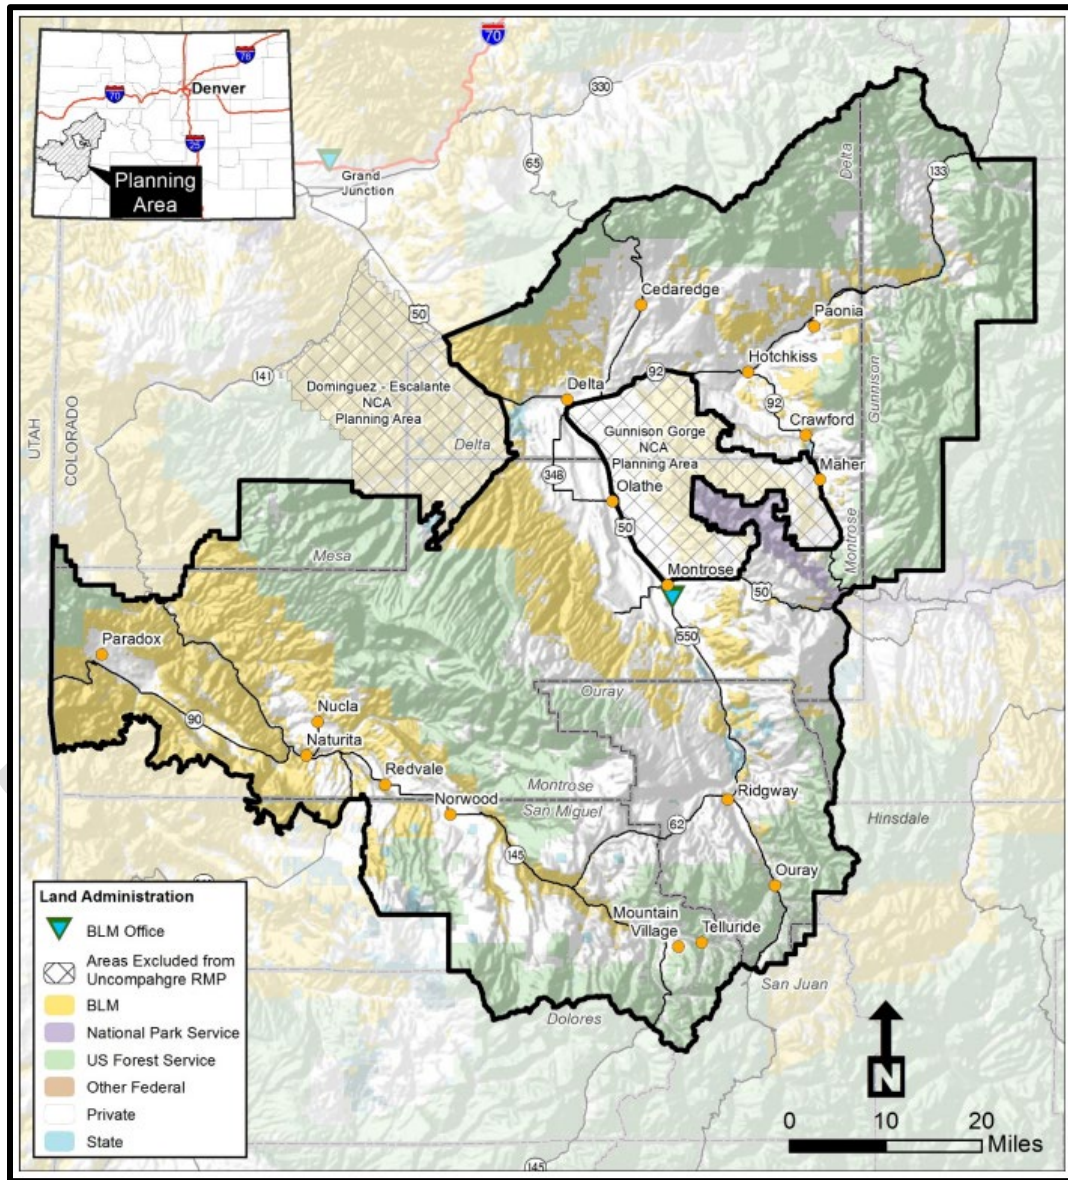 70
76
70
Denver
25
Planning
Area
330
65
Grand
Junction
133
Delta
Cedaredge
50
Paonia
141
Hotchkiss
92
Dominguez - Escalante
NCA
Planning Area
Delta
92
Gunnison
UTAH
COLORADO
Gunnison Gorge
NCA
Planning Area
Crawford
Delta
Maher
348
Olathe
50
Montrose
Mesa
Montrose
50
550
Paradox
Ouray
90
Nucla
Naturita
Redvale
Montrose
Norwood
San Miguel
Ridgway
62
Hinsdale
145
Ouray
Mountain
Village
Telluride
San Juan
Dolores
Land Administration
BLM Office
Areas Excluded from
Uncompahgre RMP
BLM
National Park Service
US Forest Service
Other Federal
Private
State
N
0 10 20
Miles
145